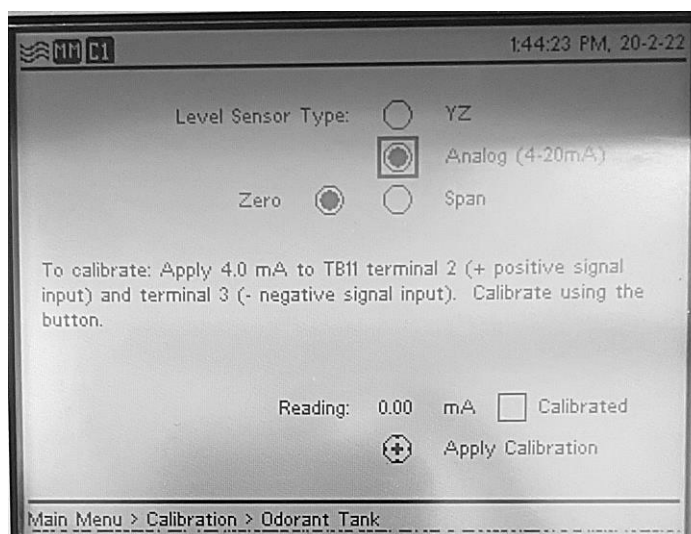 MM C1 1:44:23 PM, 20-2-22
Level Sensor Type: YZ
Analog (4-20mA)
Zero Span
To calibrate: Apply 4.0 mA to TB11 terminal 2 (+ positive signal
input) and terminal 3 (- negative signal input). Calibrate using the
button.
Reading: 0.00 mA Calibrated
Apply Calibration
Main Menu > Calibration > Odorant Tank